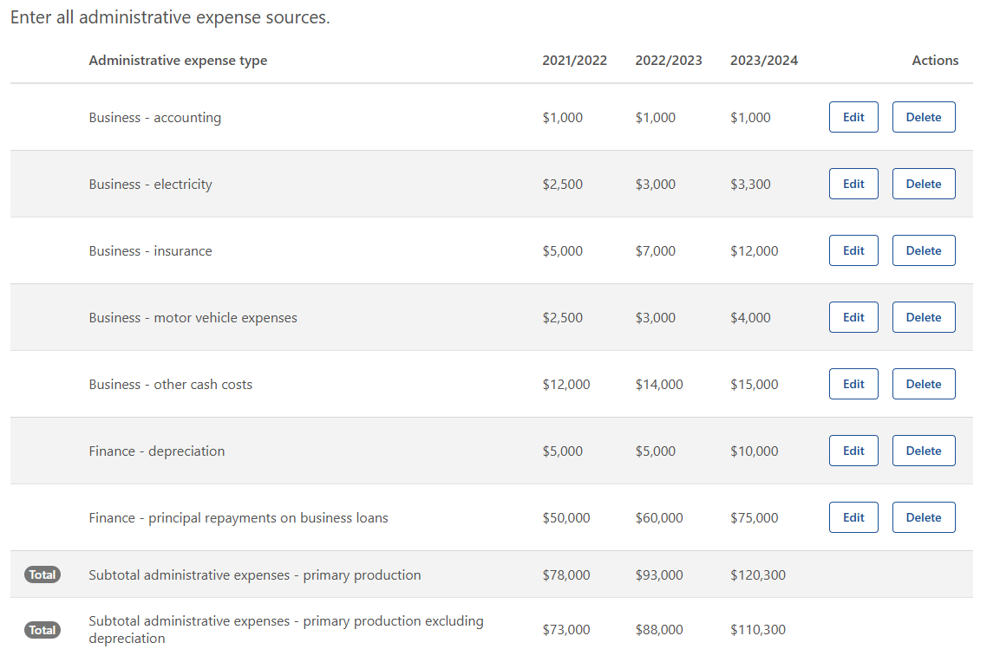 Enter all administrative expense sources.
Administrative expense type 2021/2022 2022/2023 2023/2024 Actions
Business - accounting $1,000 $1,000 $1,000 Edit Delete
Business - electricity $2,500 $3,000 $3,300 Edit Delete
Business - insurance $5,000 $7,000 $12,000 Edit Delete
Business - motor vehicle expenses $2,500 $3,000 $4,000 Edit Delete
Business - other cash costs $12,000 $14,000 $15,000 Edit Delete
Finance - depreciation $5,000 $5,000 $10,000 Edit Delete
Finance - principal repayments on business loans $50,000 $60,000 $75,000 Edit Delete
Total Subtotal administrative expenses - primary production $78,000 $93,000 $120,300
Total Subtotal administrative expenses - primary production excluding
depreciation $73,000 $88,000 $110,300